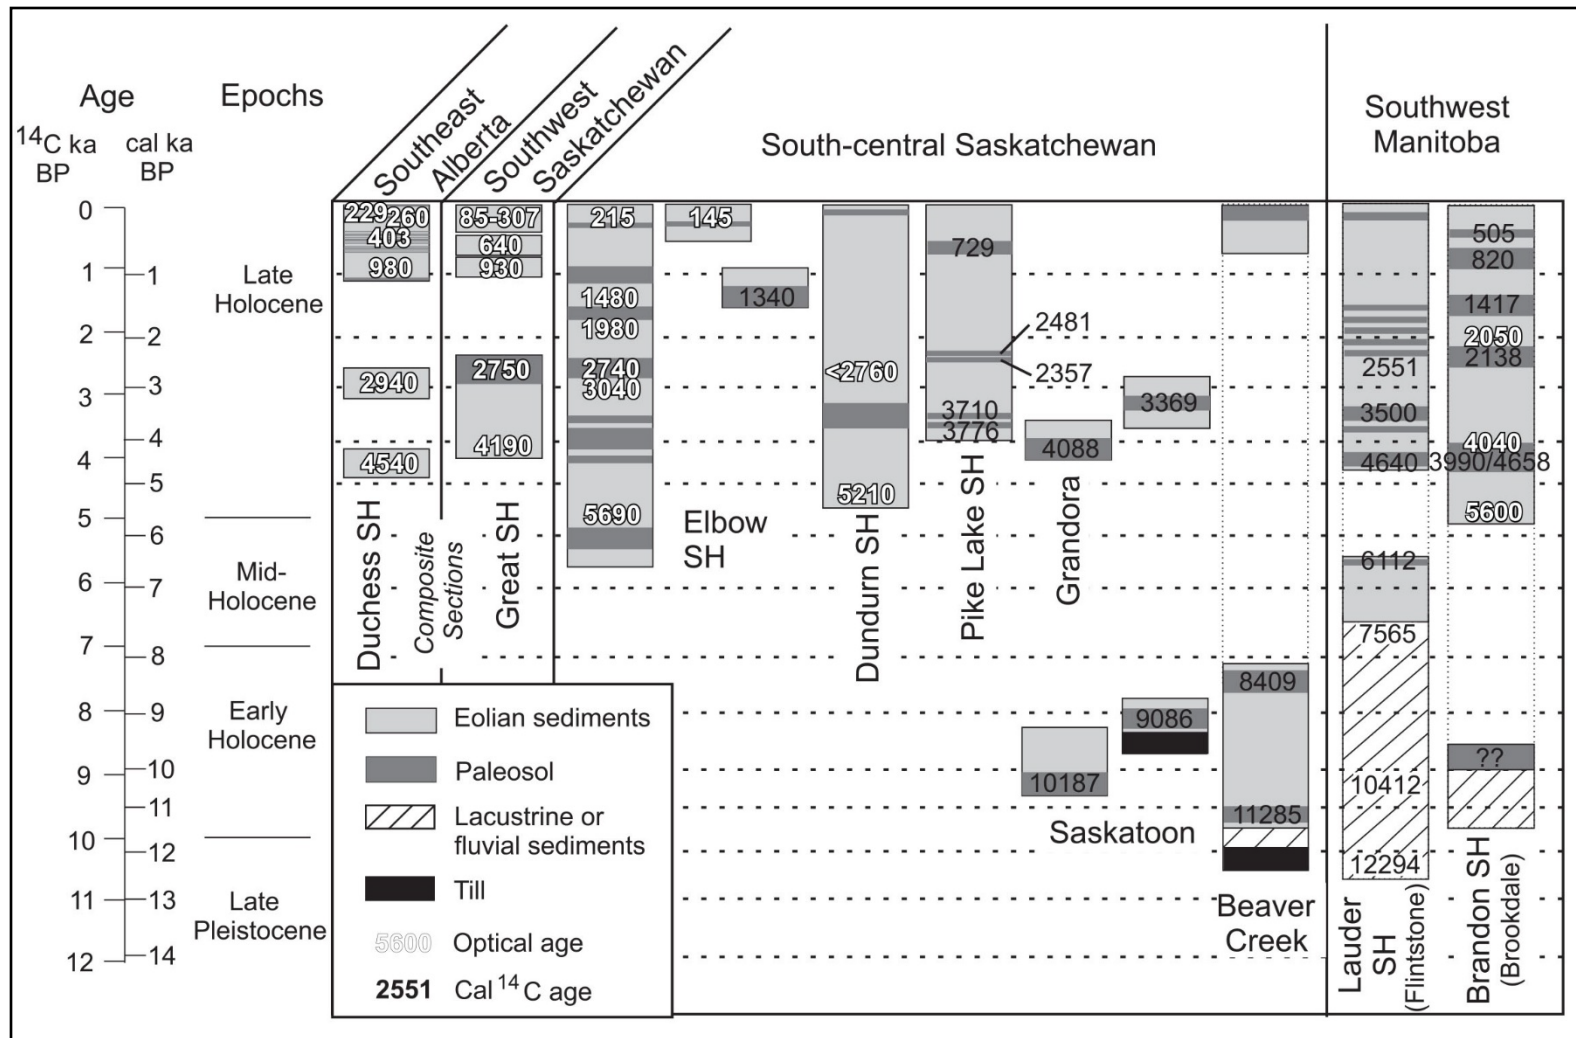 Age
Epochs
14C ka
BP
cal ka
BP
Southeast
Alberta
Southwest
Saskatchewan
South-central Saskatchewan
Southwest
Manitoba
0
1
2
3
4
5
6
7
8
9
10
11
12
1
2
3
4
5
6
7
8
9
10
11
12
13
14
Late
Holocene
Mid-
Holocene
Early
Holocene
Late
Pleistocene
229
260
403
980
2940
4540
Duchess SH
Composite
Sections
85-307
640
930
2750
4190
Great SH
215
1480
1980
2740
3040
5690
145
1340
Elbow
SH
<2760
5210
Dundurn SH
729
2481
2357
3710
3776
Pike Lake SH
4088
Grandora
3369
10187
9086
Saskatoon
8409
11285
Beaver
Creek
2551
3500
4640
6112
7565
10412
12294
Lauder
SH
(Flintstone)
505
820
1417
2050
2138
4040
3990/4658
5600
??
Brandon SH
(Brookdale)
Eolian sediments
Paleosol
Lacustrine or
fluvial sediments
Till
5600 Optical age
2551 Cal 14C age